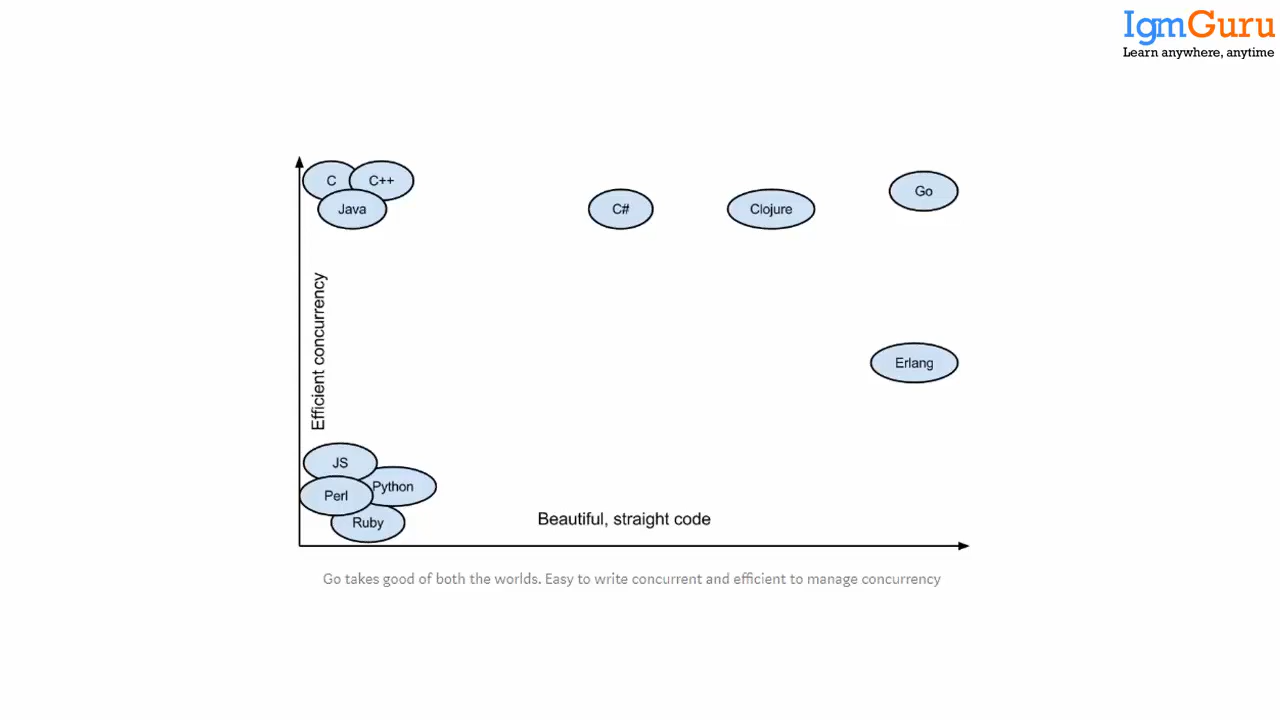 IgmGuru
Learn anywhere, anytime
C
C++
Java
C#
Clojure
Go
Efficient concurrency
Erlang
JS
Python
Perl
Ruby
Beautiful, straight code
Go takes good of both the worlds. Easy to write concurrent and efficient to manage concurrency